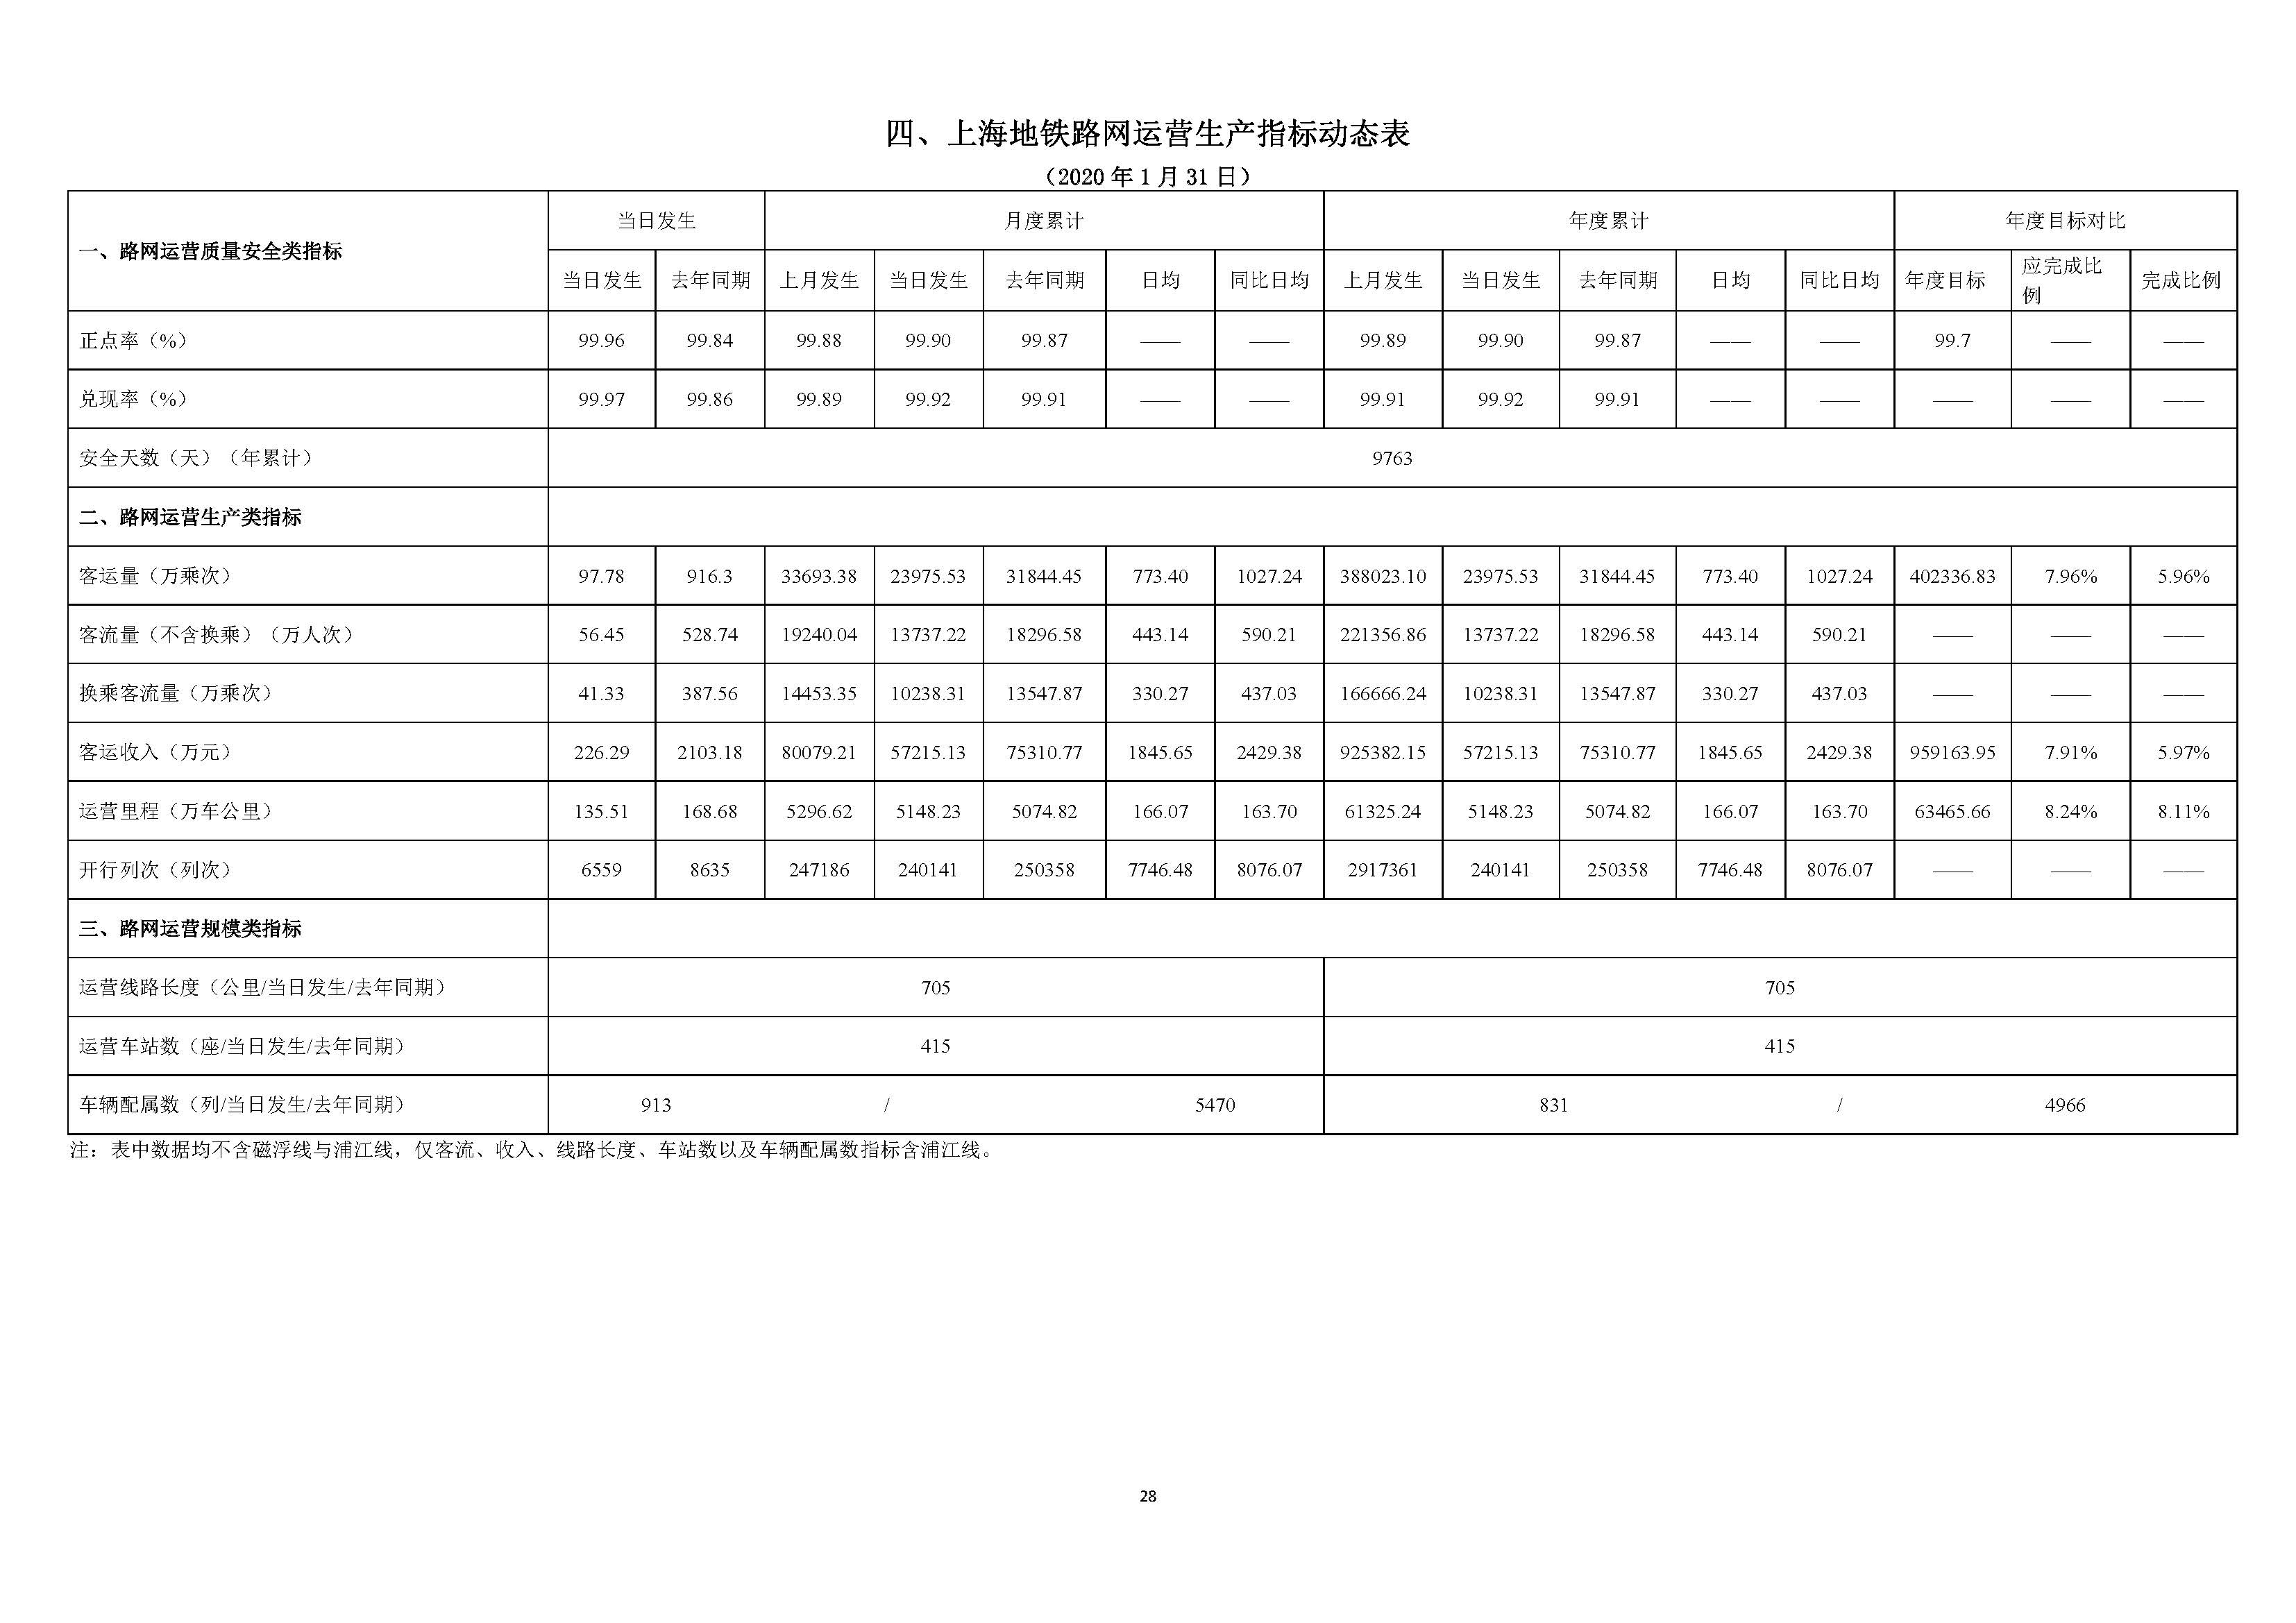 四、上海地铁路网运营生产指标动态表
（2020 年 1 月 31 日）
一、路网运营质量安全类指标 当日发生 月度累计 年度累计 年度目标对比
当日发生 去年同期 上月发生 当日发生 去年同期 日均 同比日均 上月发生 当日发生 去年同期 日均 同比日均 年度目标 应完成比例 完成比例
正点率（%） 99.96 99.84 99.88 99.90 99.87 —— —— 99.89 99.90 99.87 —— —— 99.7 —— ——
兑现率（%） 99.97 99.86 99.89 99.92 99.91 —— —— 99.91 99.92 99.91 —— —— —— —— ——
安全天数（天）（年累计） 9763
二、路网运营生产类指标
客运量（万乘次） 97.78 916.3 33693.38 23975.53 31844.45 773.40 1027.24 388023.10 23975.53 31844.45 773.40 1027.24 402336.83 7.96% 5.96%
客流量（不含换乘）（万人次） 56.45 528.74 19240.04 13737.22 18296.58 443.14 590.21 221356.86 13737.22 18296.58 443.14 590.21 —— —— ——
换乘客流量（万乘次） 41.33 387.56 14453.35 10238.31 13547.87 330.27 437.03 166666.24 10238.31 13547.87 330.27 437.03 —— —— ——
客运收入（万元） 226.29 2103.18 80079.21 57215.13 75310.77 1845.65 2429.38 925382.15 57215.13 75310.77 1845.65 2429.38 959163.95 7.91% 5.97%
运营里程（万车公里） 135.51 168.68 5296.62 5148.23 5074.82 166.07 163.70 61325.24 5148.23 5074.82 166.07 163.70 63465.66 8.24% 8.11%
开行列次（列次） 6559 8635 247186 240141 250358 7746.48 8076.07 2917361 240141 250358 7746.48 8076.07 —— —— ——
三、路网运营规模类指标
运营线路长度（公里/当日发生/去年同期） 705 705
运营车站数（座/当日发生/去年同期） 415 415
车辆配属数（列/当日发生/去年同期） 913 / 5470 831 / 4966
注：表中数据均不含磁浮线与浦江线，仅客流、收入、线路长度、车站数以及车辆配属数指标含浦江线。
28